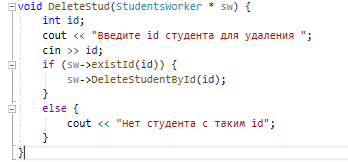 void DeleteStud(StudentsWorker * sw) {
int id;
cout << "Введите id студента для удаления ";
cin >> id;
if (sw->existId(id)) {
sw->DeleteStudentById(id);
}
else {
cout << "Нет студента с таким id";
}
}